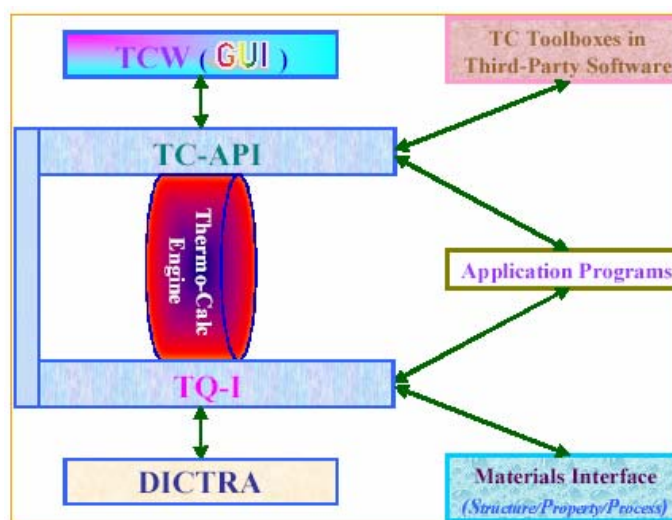 TCW ( GUI )
TC Toolboxes in
Third-Party Software
TC-API
Thermo-Calc
Engine
Application Programs
TQ-I
DICTRA
Materials Interface
(Structure/Property/Process)